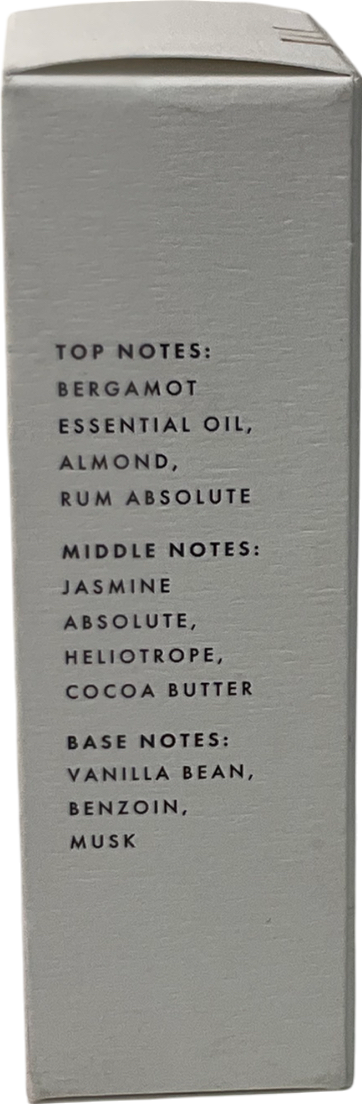 TOP NOTES:
BERGAMOT
ESSENTIAL OIL,
ALMOND,
RUM ABSOLUTE
MIDDLE NOTES:
JASMINE
ABSOLUTE,
HELIOTROPE,
COCOA BUTTER
BASE NOTES:
VANILLA BEAN,
BENZOIN,
MUSK